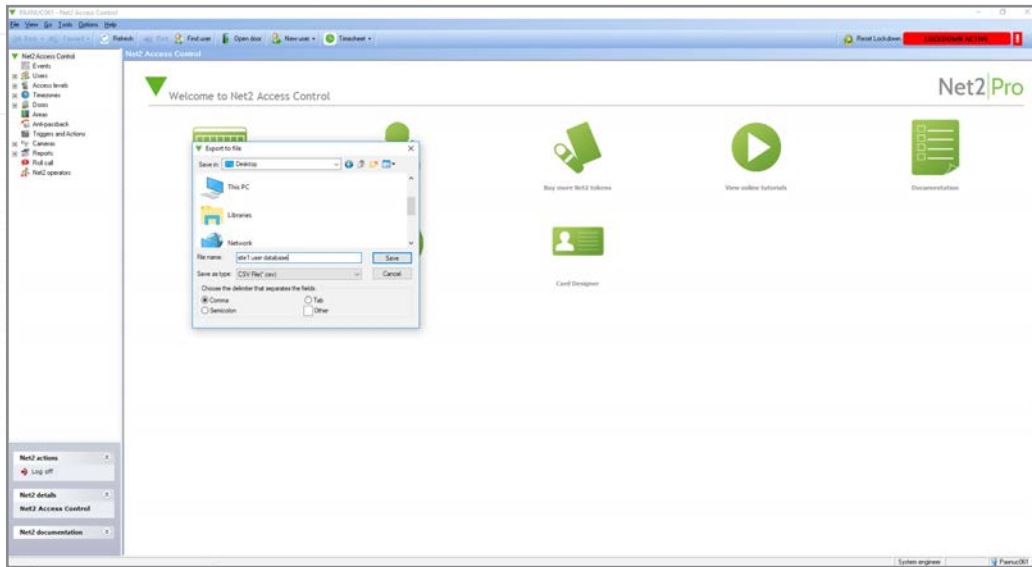 PAXNUC061 - Net2 Access Control
File View Go Tools Options Help
Refresh Print Find user Open door New user Timesheet Reset Lockdown LOCKDOWN ACTIVE
Net2 Access Control
Net2 Access Control
Events
Users
Access levels
Timezones
Doors
Areas
Anti-passback
Triggers and Actions
Cameras
Reports
Roll call
Net2 operators
Welcome to Net2 Access Control
Net2 Pro
Export to file
Save in: Desktop
This PC
Libraries
Network
File name: site1 user database
Save
Save as type: CSV File(*.csv)
Cancel
Choose the delimiter that separates the fields:
Comma
Tab
Semicolon
Other
Buy more Net2 tokens
View online tutorials
Documentation
Card Designer
Net2 actions
Log off
Net2 details
Net2 Access Control
Net2 documentation
System engineer